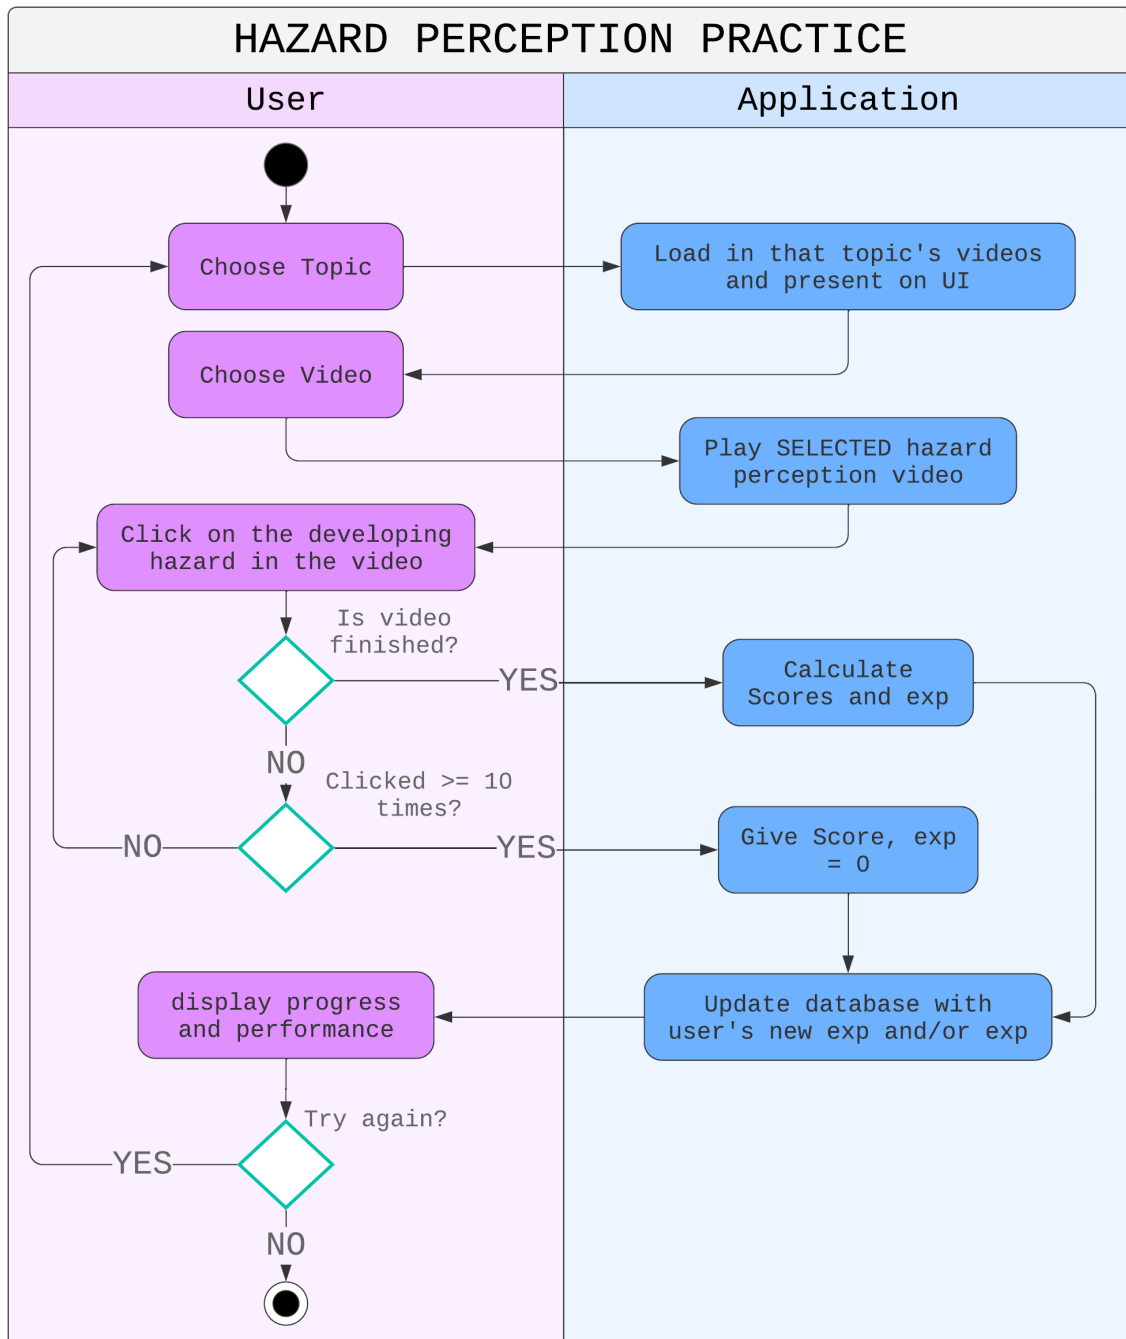 HAZARD PERCEPTION PRACTICE
User
Application
Choose Topic
Load in that topic's videos
and present on UI
Choose Video
Play SELECTED hazard
perception video
Click on the developing
hazard in the video
Is video
finished?
YES
Calculate
Scores and exp
NO
Clicked >= 10
times?
NO
YES
Give Score, exp
= 0
display progress
and performance
Update database with
user's new exp and/or exp
Try again?
YES
NO